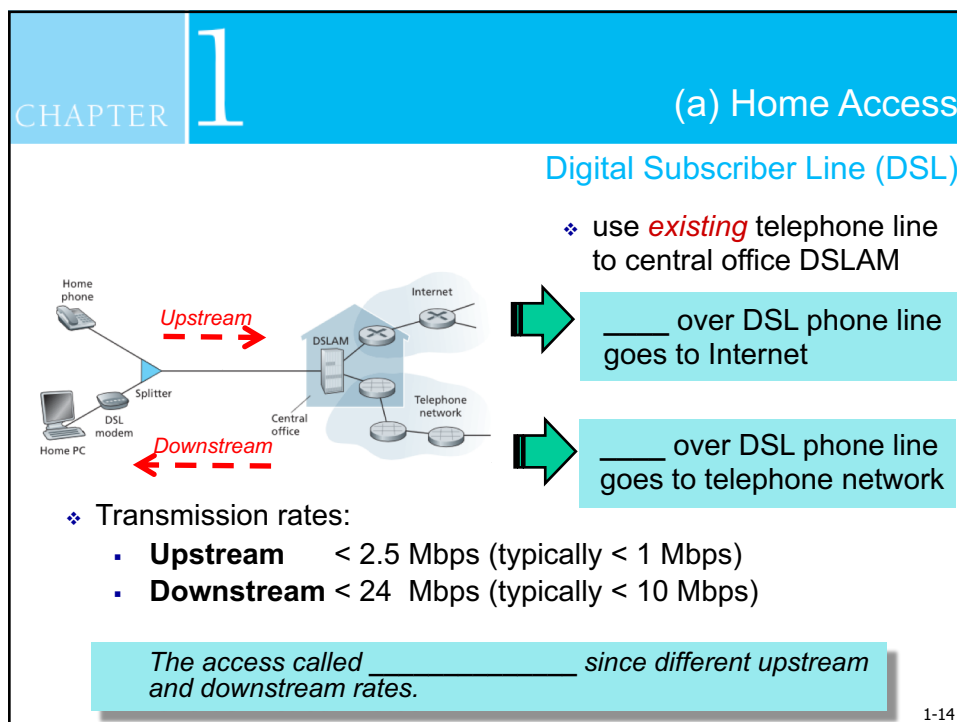 CHAPTER 1
(a) Home Access
Digital Subscriber Line (DSL)
❖ use existing telephone line
to central office DSLAM
Home
phone
Upstream
Splitter
DSL
modem
Home PC
Downstream
DSLAM
Central
office
Internet
Telephone
network
____ over DSL phone line
goes to Internet
____ over DSL phone line
goes to telephone network
❖ Transmission rates:
▪ Upstream < 2.5 Mbps (typically < 1 Mbps)
▪ Downstream < 24 Mbps (typically < 10 Mbps)
The access called ______________ since different upstream
and downstream rates.
1-14